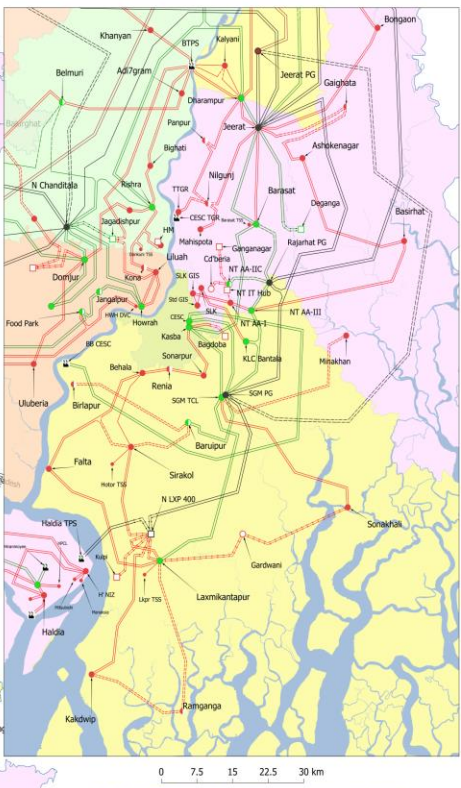 Bongaon
Khanyan
Kalyani
BTPS
Jeerat PG
Belmuri
Adi7gram
Gaighata
Dharampur
Jeerat
Panpur
Ashokenagar
Bighati
Nilgunj
Barasat
N Chanditala
Rishra
TTGR
Deganga
CESC TGR
Basirhat
Jagadishpur
HM
Mahispota
Ganganagar
Rajarhat PG
Cd'beria
Liluah
NT AA-IIC
Domjur
Kona
SLK GIS
NT IT Hub
Jangalpur
Std GIS
SLK
NT AA-III
Food Park
HWH DVC
Howrah
CESC
NT AA-I
Kasba
Bagdoba
KLC Bantala
Minakhan
BB CESC
Sonarpur
Behala
Renia
Uluberia
Birlapur
SGM TCL
SGM PG
Baruipur
Falta
Sirakol
Hotor TSS
N LXP 400
Haldia TPS
Sonakhali
Kulpi
Gardwani
H' NIZ
Lkpr TSS
Laxmikantapur
Haldia
Kakdwip
Ramganga
0 7.5 15 22.5 30 km